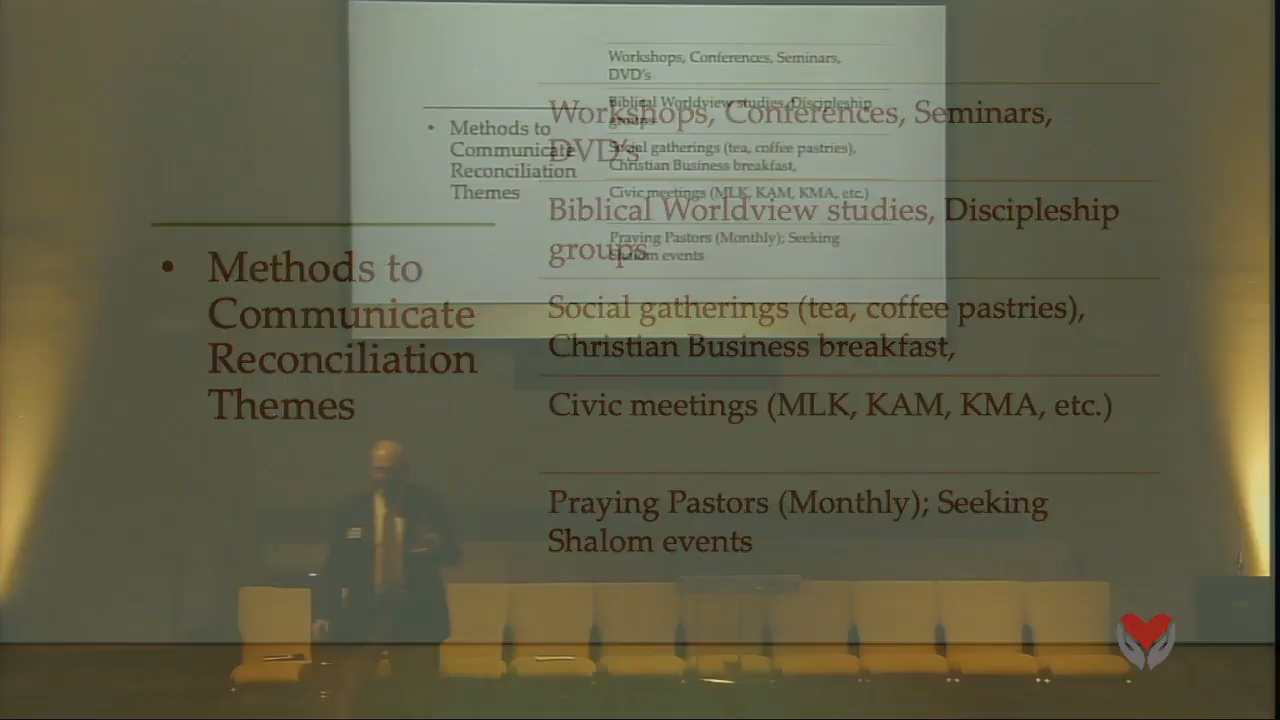 Workshops, Conferences, Seminars,
DVD's
Biblical Worldview studies, Discipleship
groups
Social gatherings (tea, coffee pastries),
Christian Business breakfast,
Civic meetings (MLK, KAM, KMA, etc.)
Praying Pastors (Monthly); Seeking
Shalom events
• Methods to
Communicate
Reconciliation
Themes
• Methods to
Communicate
Reconciliation
Themes
Workshops, Conferences, Seminars,
DVD's
Biblical Worldview studies, Discipleship
groups
Social gatherings (tea, coffee pastries),
Christian Business breakfast,
Civic meetings (MLK, KAM, KMA, etc.)
Praying Pastors (Monthly); Seeking
Shalom events